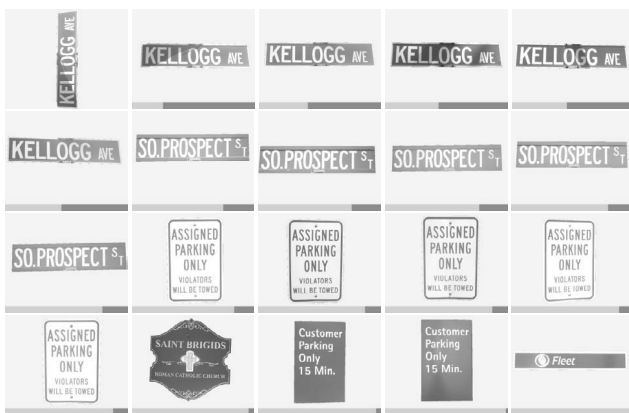 KELLOGG AVE
KELLOGG AVE
KELLOGG AVE
KELLOGG AVE
KELLOGG AVE
KELLOGG AVE
SO.PROSPECT ST
SO.PROSPECT ST
SO.PROSPECT ST
SO.PROSPECT ST
SO.PROSPECT ST
ASSIGNED
PARKING
ONLY
VIOLATORS
WILL BE TOWED
ASSIGNED
PARKING
ONLY
VIOLATORS
WILL BE TOWED
ASSIGNED
PARKING
ONLY
VIOLATORS
WILL BE TOWED
ASSIGNED
PARKING
ONLY
VIOLATORS
WILL BE TOWED
ASSIGNED
PARKING
ONLY
VIOLATORS
WILL BE TOWED
SAINT BRIGIDS
ROMAN CATHOLIC CHURCH
Customer
Parking
Only
15 Min.
Customer
Parking
Only
15 Min.
Fleet